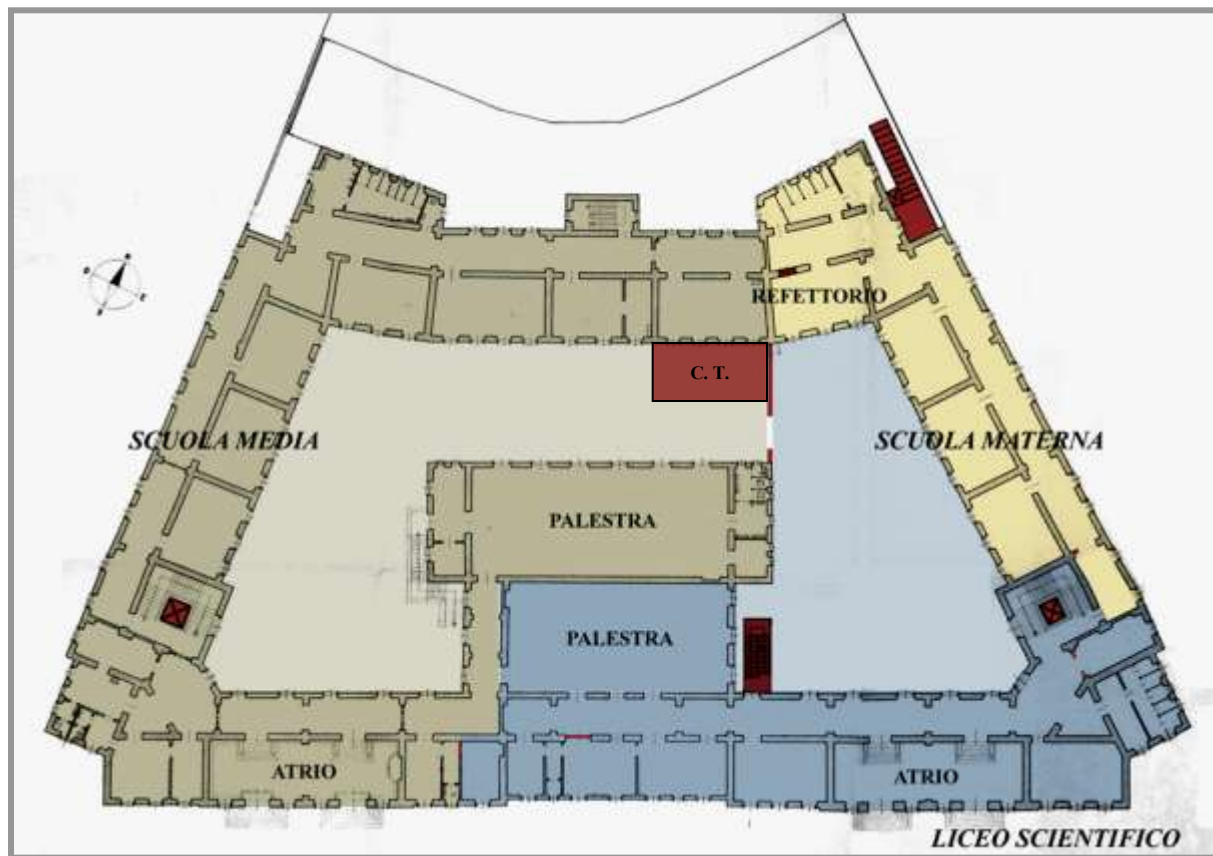 REFETTORIO
C. T.
SCUOLA MEDIA
SCUOLA MATERNA
PALESTRA
PALESTRA
ATRIO
ATRIO
LICEO SCIENTIFICO